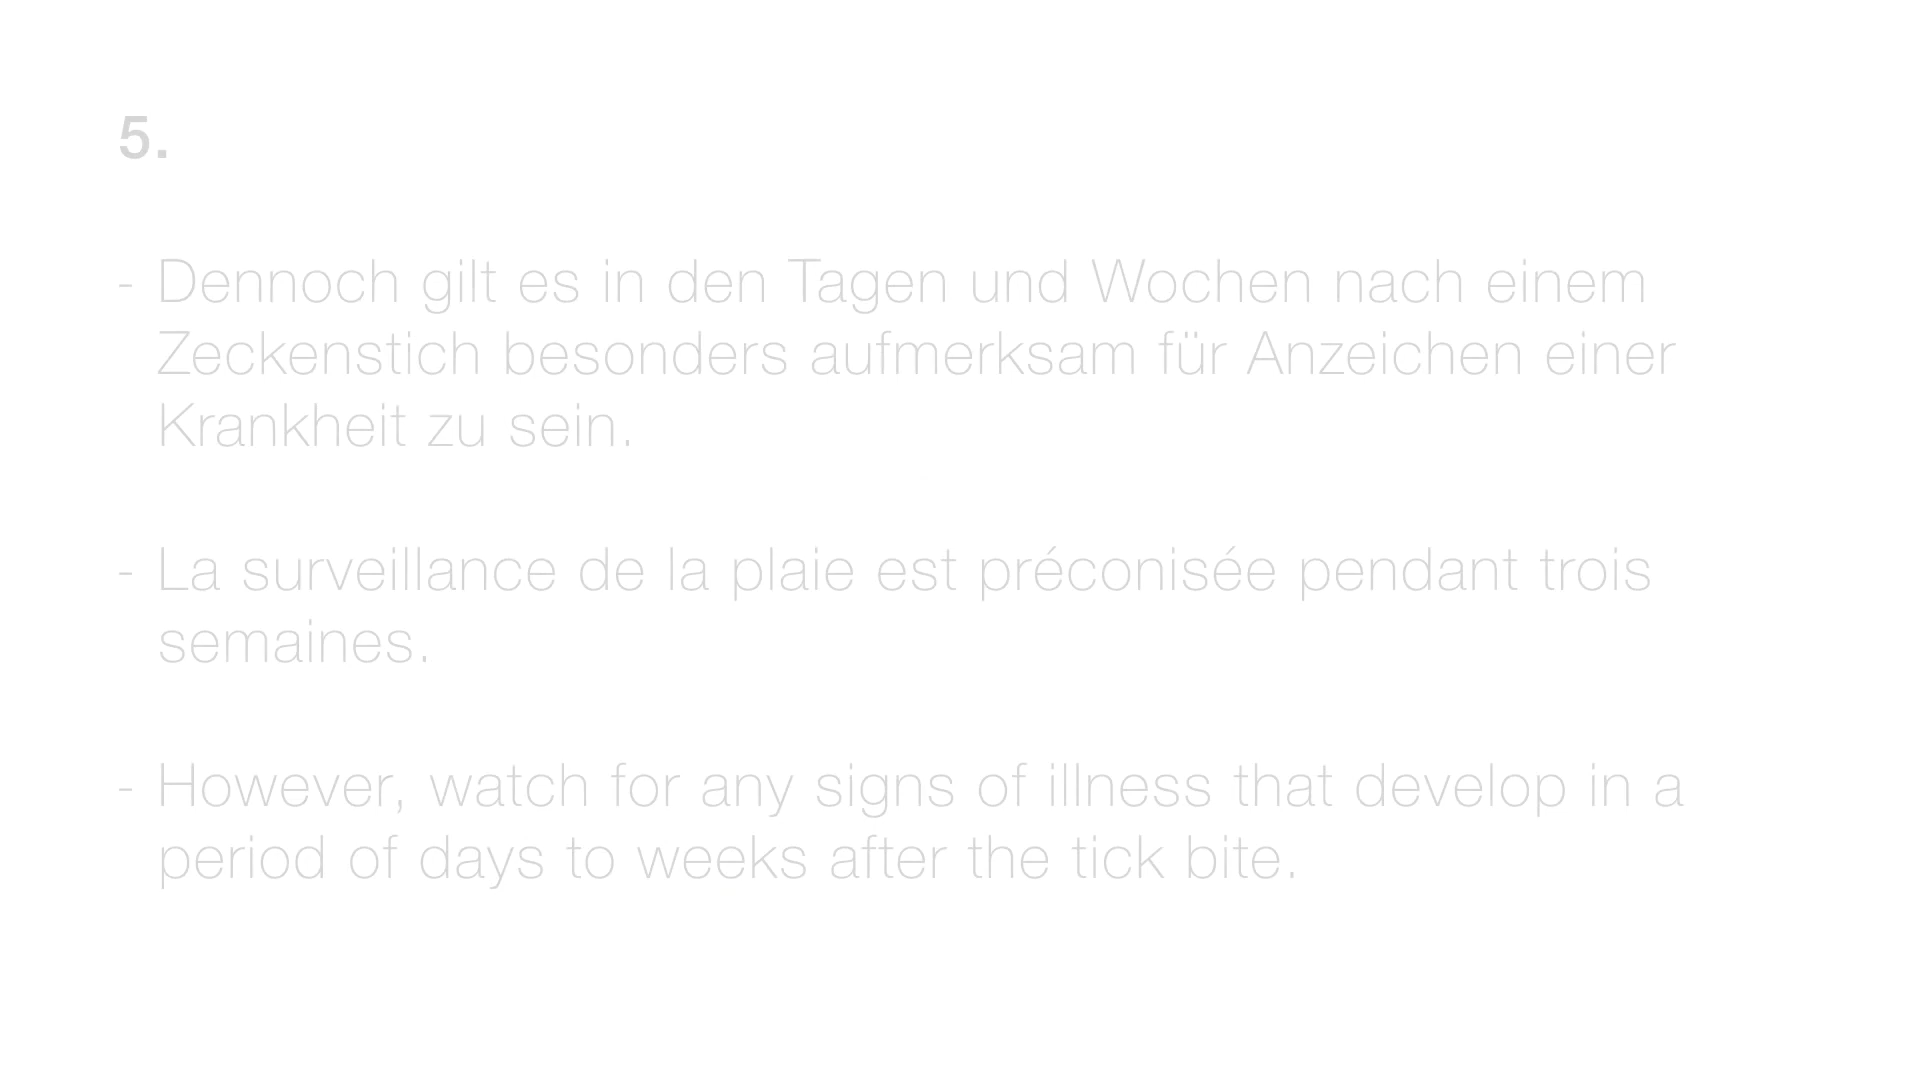 5.
- Dennoch gilt es in den Tagen und Wochen nach einem
Zeckenstich besonders aufmerksam für Anzeichen einer
Krankheit zu sein.
- La surveillance de la plaie est préconisée pendant trois
semaines.
- However, watch for any signs of illness that develop in a
period of days to weeks after the tick bite.